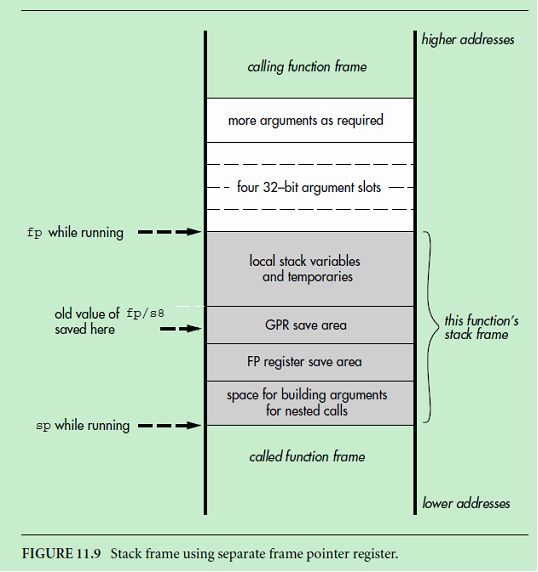 higher addresses
calling function frame
more arguments as required
four 32–bit argument slots
fp while running
local stack variables
and temporaries
old value of fp/s8
saved here
GPR save area
this function's
stack frame
FP register save area
space for building arguments
for nested calls
sp while running
called function frame
lower addresses
FIGURE 11.9 Stack frame using separate frame pointer register.